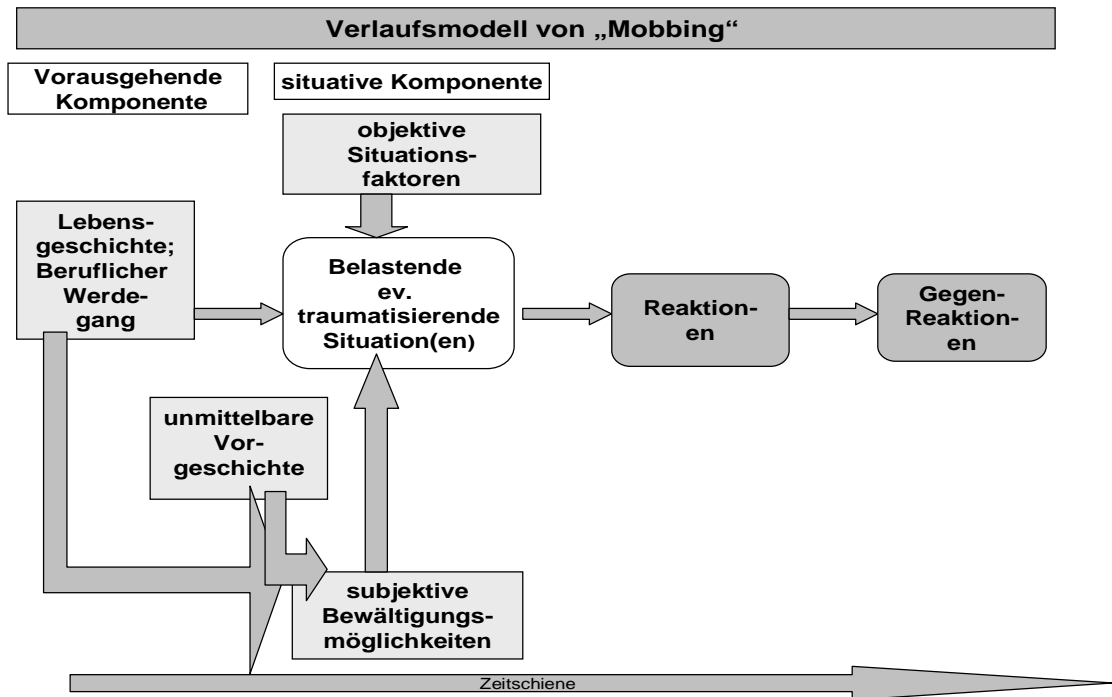 Verlaufsmodell von „Mobbing“
Vorausgehende
Komponente
situative Komponente
objektive
Situations-
faktoren
Lebens-
geschichte;
Beruflicher
Werde-
gang
Belastende
ev.
traumatisierende
Situation(en)
Reaktion-
en
Gegen-
Reaktion-
en
unmittelbare
Vor-
geschichte
subjektive
Bewältigungs-
möglichkeiten
Zeitschiene